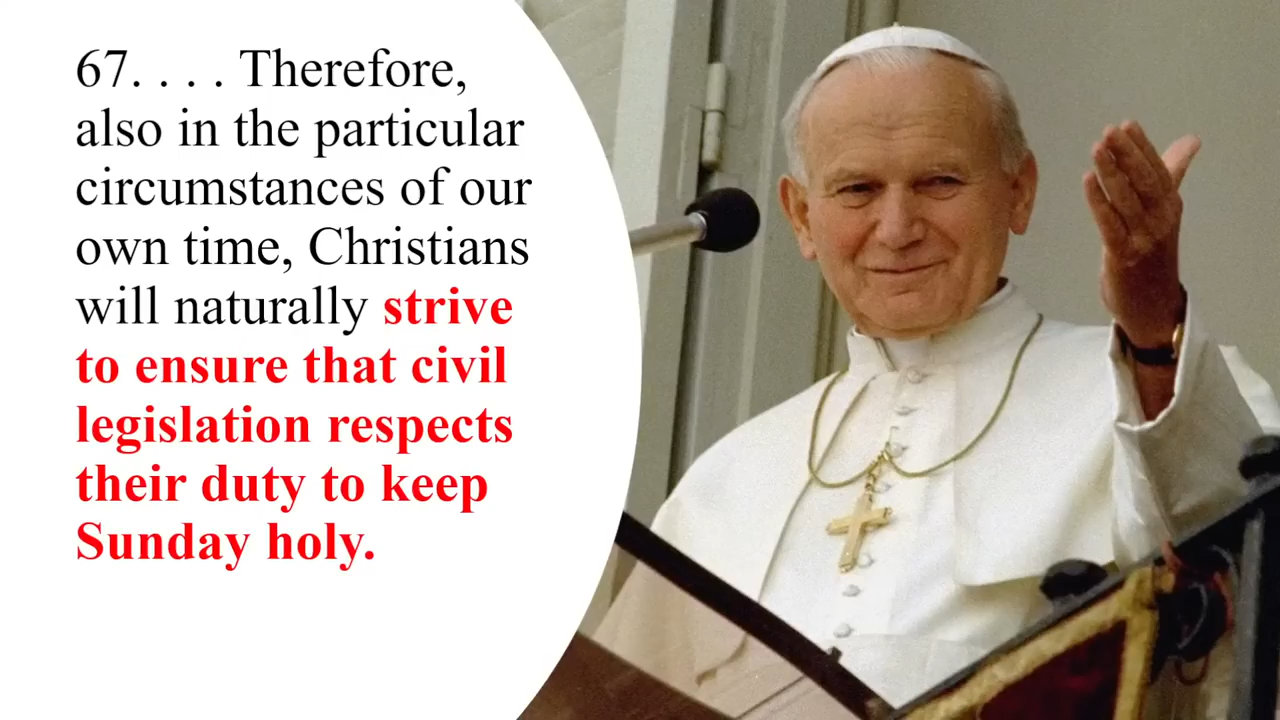 67. . . . Therefore,
also in the particular
circumstances of our
own time, Christians
will naturally strive
to ensure that civil
legislation respects
their duty to keep
Sunday holy.